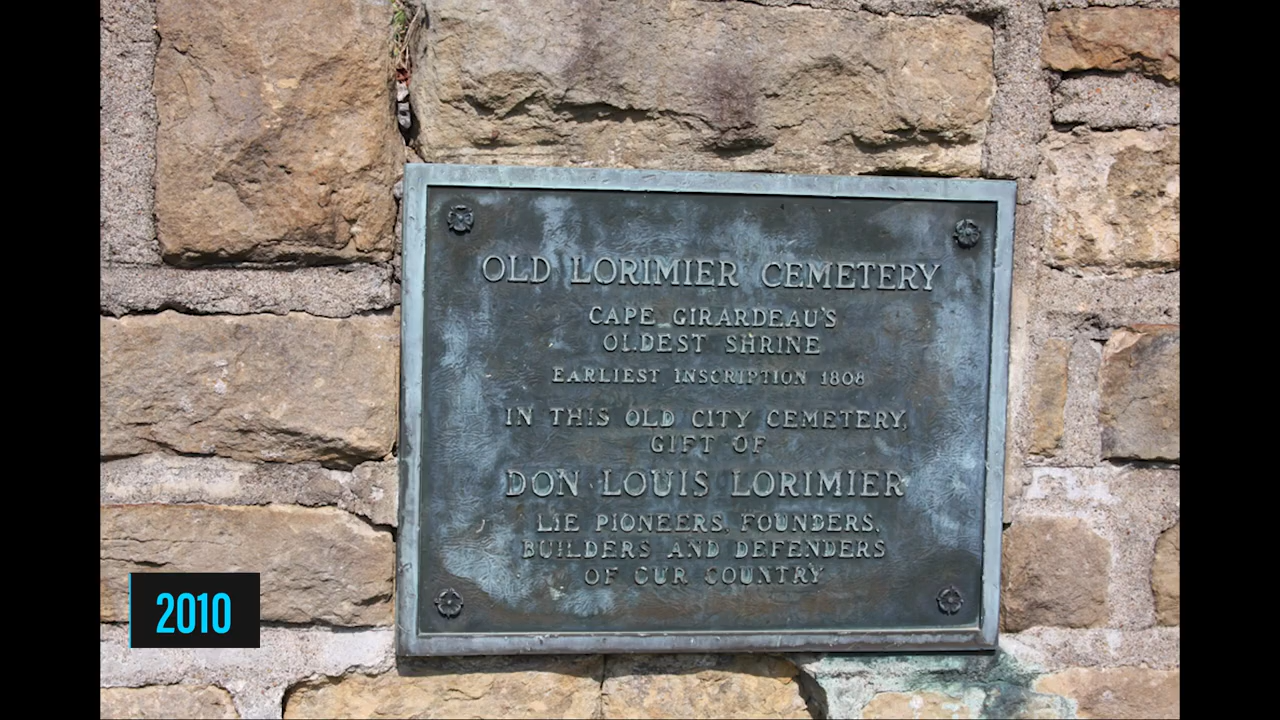 OLD LORIMIER CEMETERY
CAPE GIRARDEAU'S
OLDEST SHRINE
EARLIEST INSCRIPTION 1808
IN THIS OLD CITY CEMETERY,
GIFT OF
DON LOUIS LORIMIER
LIE PIONEERS, FOUNDERS,
BUILDERS AND DEFENDERS
OF OUR COUNTRY
2010